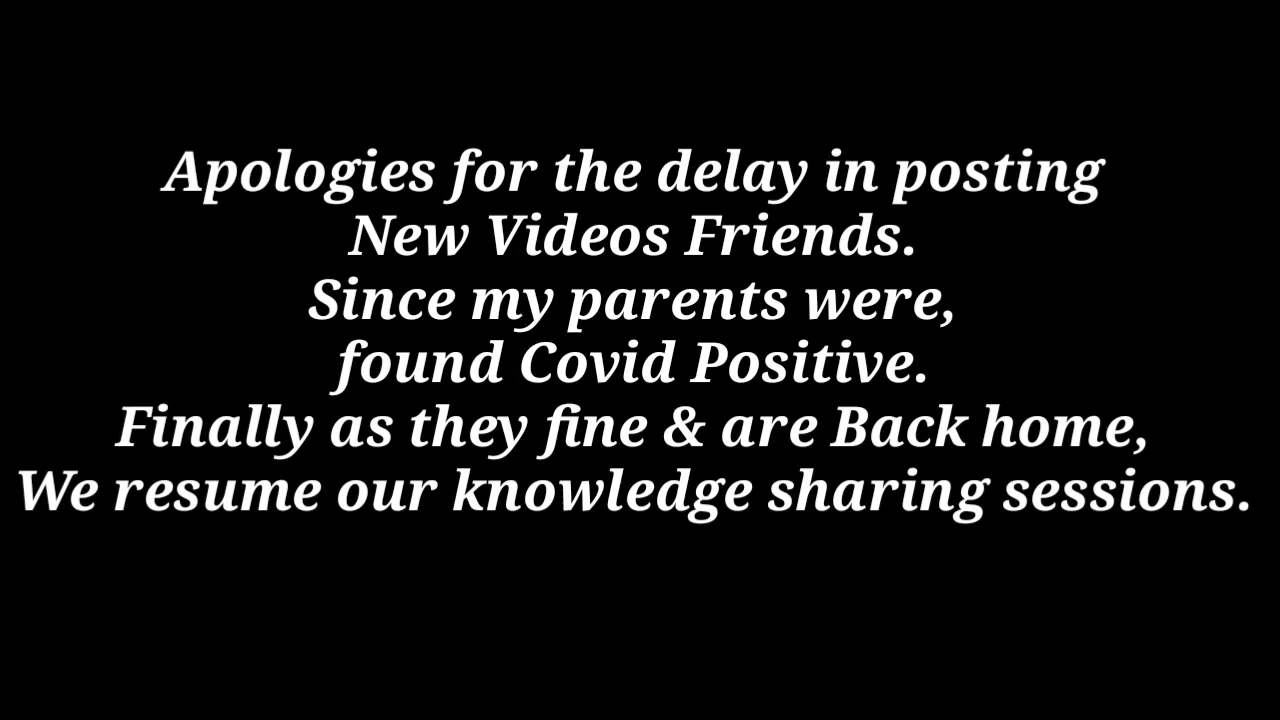 Apologies for the delay in posting
New Videos Friends.
Since my parents were,
found Covid Positive.
Finally as they fine & are Back home,
We resume our knowledge sharing sessions.